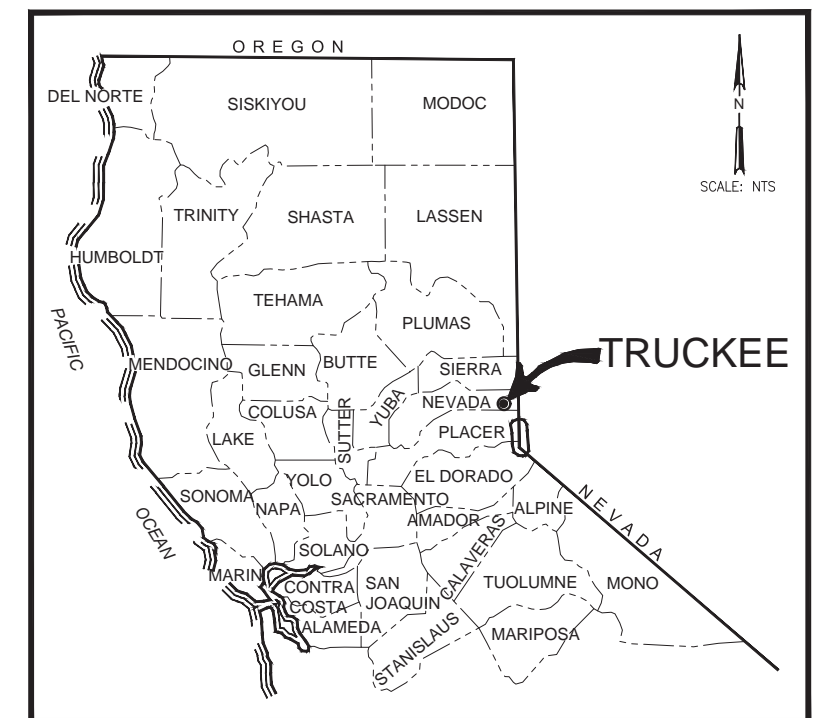 OREGON
DEL NORTE
SISKIYOU
MODOC
N
SCALE: NTS
TRINITY
SHASTA
LASSEN
HUMBOLDT
TEHAMA
PLUMAS
PACIFIC
TRUCKEE
MENDOCINO
GLENN
BUTTE
SIERRA
NEVADA
COLUSA
SUTTER
YUBA
PLACER
LAKE
EL DORADO
YOLO
SONOMA
NAPA
SACRAMENTO
ALPINE
NEVADA
OCEAN
AMADOR
SOLANO
CALAVERAS
MARIN
CONTRA
COSTA
SAN
JOAQUIN
TUOLUMNE
MONO
ALAMEDA
STANISLAUS
MARIPOSA